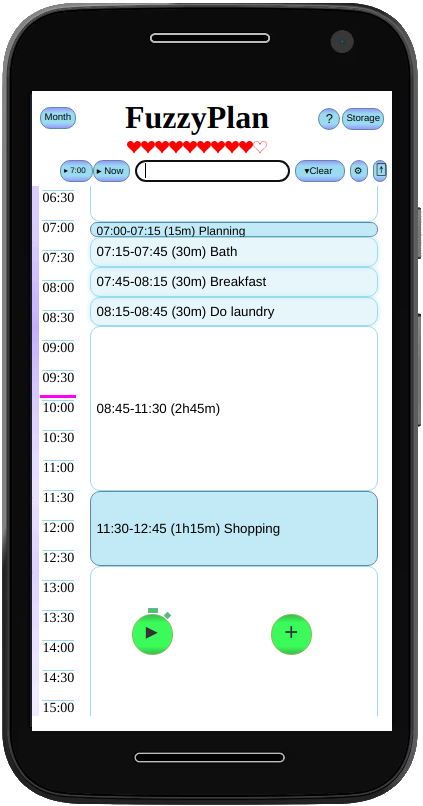 Month
FuzzyPlan
?
Storage
▸ 7:00
▸ Now
▾Clear
06:30
07:00
07:00-07:15 (15m) Planning
07:15-07:45 (30m) Bath
07:30
07:45-08:15 (30m) Breakfast
08:00
08:15-08:45 (30m) Do laundry
08:30
09:00
09:30
10:00
08:45-11:30 (2h45m)
10:30
11:00
11:30
12:00
11:30-12:45 (1h15m) Shopping
12:30
13:00
13:30
14:00
+
14:30
15:00